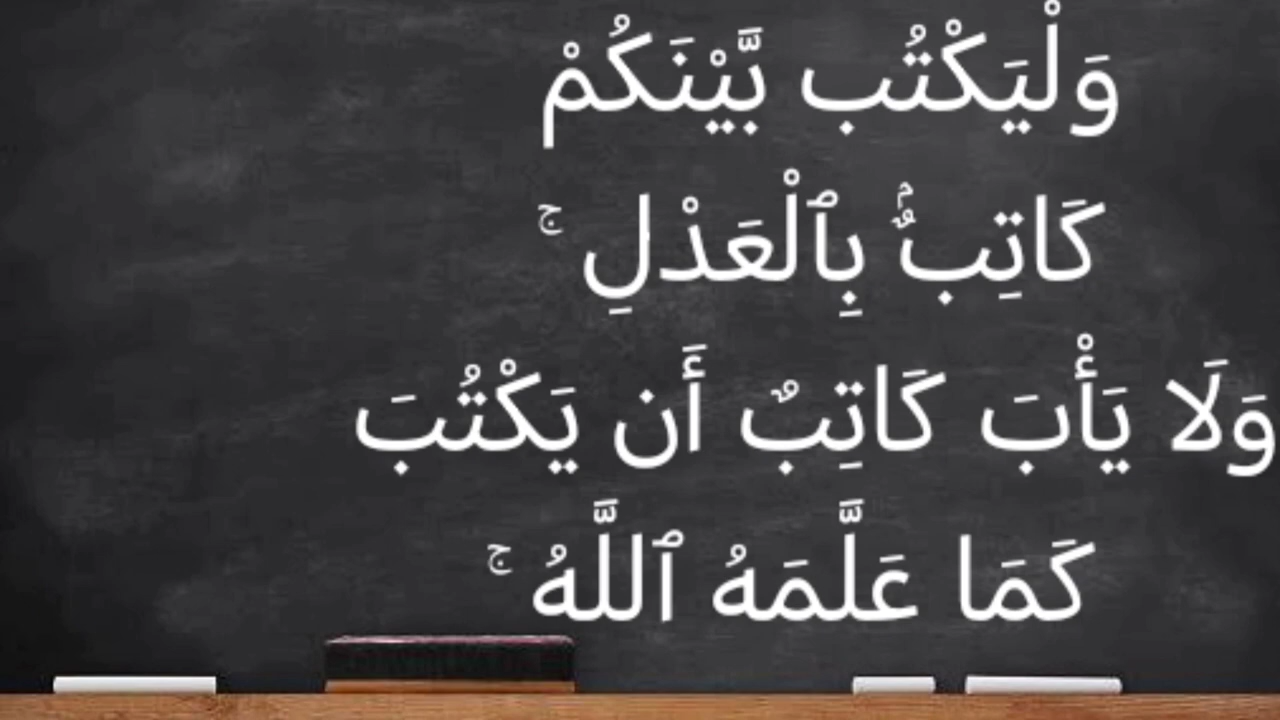 وَلْيَكْتُب بَّيْنَكُمْ
كَاتِبٌۢ بِٱلْعَدْلِ ۚ
وَلَا يَأْبَ كَاتِبٌ أَن يَكْتُبَ
كَمَا عَلَّمَهُ ٱللَّهُ ۚ